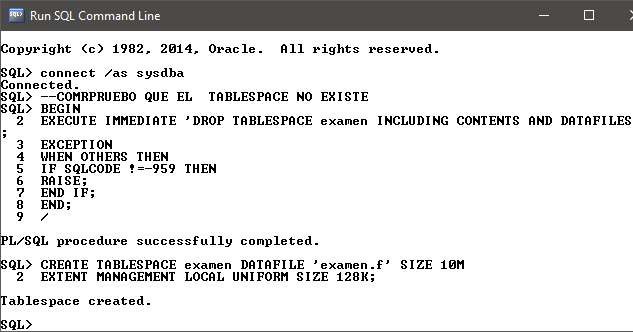 Run SQL Command Line
Copyright (c) 1982, 2014, Oracle.  All rights reserved.
SQL> connect /as sysdba
Connected.
SQL> --COMRPRUEBO QUE EL  TABLESPACE NO EXISTE
SQL> BEGIN
  2  EXECUTE IMMEDIATE 'DROP TABLESPACE examen INCLUDING CONTENTS AND DATAFILES
;
  3  EXCEPTION
  4  WHEN OTHERS THEN
  5  IF SQLCODE !=-959 THEN
  6  RAISE;
  7  END IF;
  8  END;
  9  /
PL/SQL procedure successfully completed.
SQL> CREATE TABLESPACE examen DATAFILE 'examen.f' SIZE 10M
  2  EXTENT MANAGEMENT LOCAL UNIFORM SIZE 128K;
Tablespace created.
SQL>